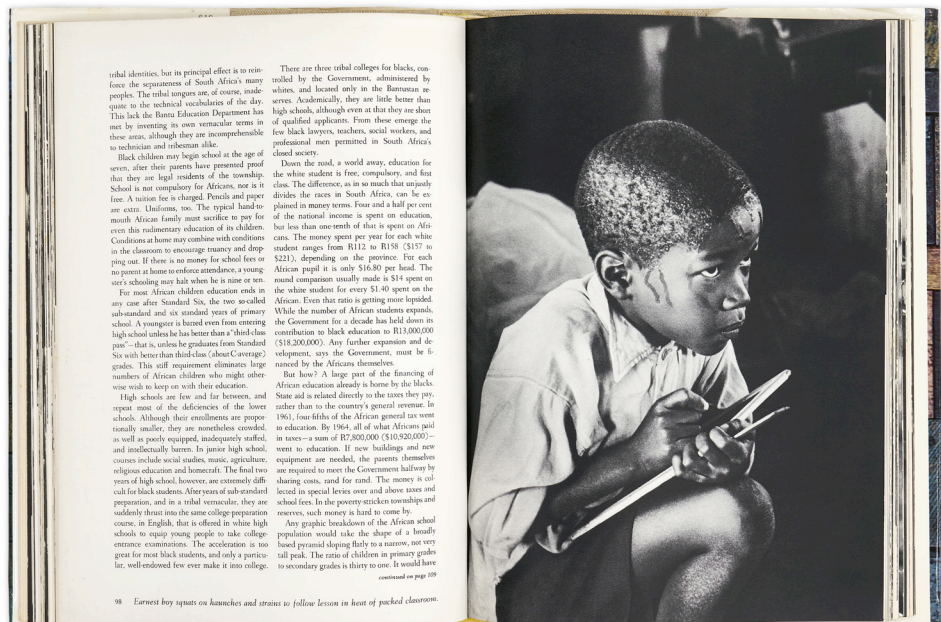 tribal identities, but its principal effect is to rein-
force the separateness of South Africa's many
peoples. The tribal tongues are, of course, inade-
quate to the technical vocabularies of the day.
This lack the Bantu Education Department has
met by inventing its own vernacular terms in
these areas, although they are incomprehensible
to technician and tribesman alike.
Black children may begin school at the age of
seven, after their parents have presented proof
that they are legal residents of the township.
School is not compulsory for Africans, nor is it
free. A tuition fee is charged. Pencils and paper
are extra. Uniforms, too. The typical hand-to-
mouth African family must sacrifice to pay for
even this rudimentary education of its children.
Conditions at home may combine with conditions
in the classroom to encourage truancy and drop-
ping out. If there is no money for school fees or
no parent at home to enforce attendance, a young-
ster's schooling may halt when he is nine or ten.
For most African children education ends in
any case after Standard Six, the two so-called
sub-standard and six standard years of primary
school. A youngster is barred even from entering
high school unless he has better than a "third-class
pass"—that is, unless he graduates from Standard
Six with better than third-class (about C-average)
grades. This stiff requirement eliminates large
numbers of African children who might other-
wise wish to keep on with their education.
High schools are few and far between, and
repeat most of the deficiencies of the lower
schools. Although their enrollments are propor-
tionally smaller, they are nonetheless crowded,
as well as poorly equipped, inadequately staffed,
and intellectually barren. In junior high school,
courses include social studies, music, agriculture,
religious education and homecraft. The final two
years of high school, however, are extremely diffi-
cult for black students. After years of sub-standard
preparation, and in a tribal vernacular, they are
suddenly thrust into the same college-preparation
course, in English, that is offered in white high
schools to equip young people to take college-
entrance examinations. The acceleration is too
great for most black students, and only a particu-
lar, well-endowed few ever make it into college.
There are three tribal colleges for blacks, con-
trolled by the Government, administered by
whites, and located only in the Bantustan re-
serves. Academically, they are little better than
high schools, although even at that they are short
of qualified applicants. From these emerge the
few black lawyers, teachers, social workers, and
professional men permitted in South Africa's
closed society.
Down the road, a world away, education for
the white student is free, compulsory, and first
class. The difference, as in so much that unjustly
divides the races in South Africa, can be ex-
plained in money terms. Four and a half per cent
of the national income is spent on education,
but less than one-tenth of that is spent on Afri-
cans. The money spent per year for each white
student ranges from R112 to R158 ($157 to
$221), depending on the province. For each
African pupil it is only $16.80 per head. The
round comparison usually made is $14 spent on
the white student for every $1.40 spent on the
African. Even that ratio is getting more lopsided.
While the number of African students expands,
the Government for a decade has held down its
contribution to black education to R13,000,000
($18,200,000). Any further expansion and de-
velopment, says the Government, must be fi-
nanced by the Africans themselves.
But how? A large part of the financing of
African education already is borne by the blacks.
State aid is related directly to the taxes they pay,
rather than to the country's general revenue. In
1961, four-fifths of the African general tax went
to education. By 1964, all of what Africans paid
in taxes—a sum of R7,800,000 ($10,920,000)—
went to education. If new buildings and new
equipment are needed, the parents themselves
are required to meet the Government halfway by
sharing costs, rand for rand. The money is col-
lected in special levies over and above taxes and
school fees. In the poverty-stricken townships and
reserves, such money is hard to come by.
Any graphic breakdown of the African school
population would take the shape of a broadly
based pyramid sloping flatly to a narrow, not very
tall peak. The ratio of children in primary grades
to secondary grades is thirty to one. It would have
continued on page 109
98 Earnest boy squats on haunches and strains to follow lesson in heat of packed classroom.